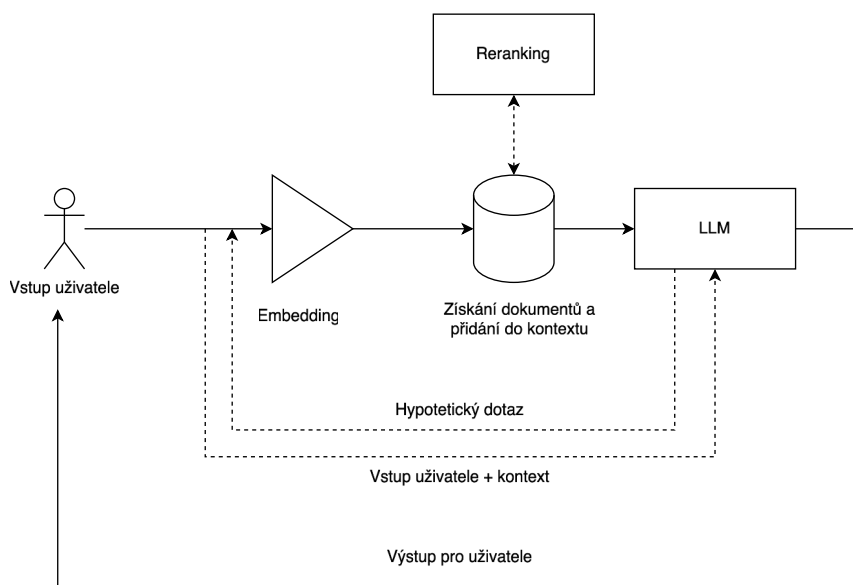 Reranking
LLM
Vstup uživatele
Embedding
Získání dokumentů a
přidání do kontextu
Hypotetický dotaz
Vstup uživatele + kontext
Výstup pro uživatele